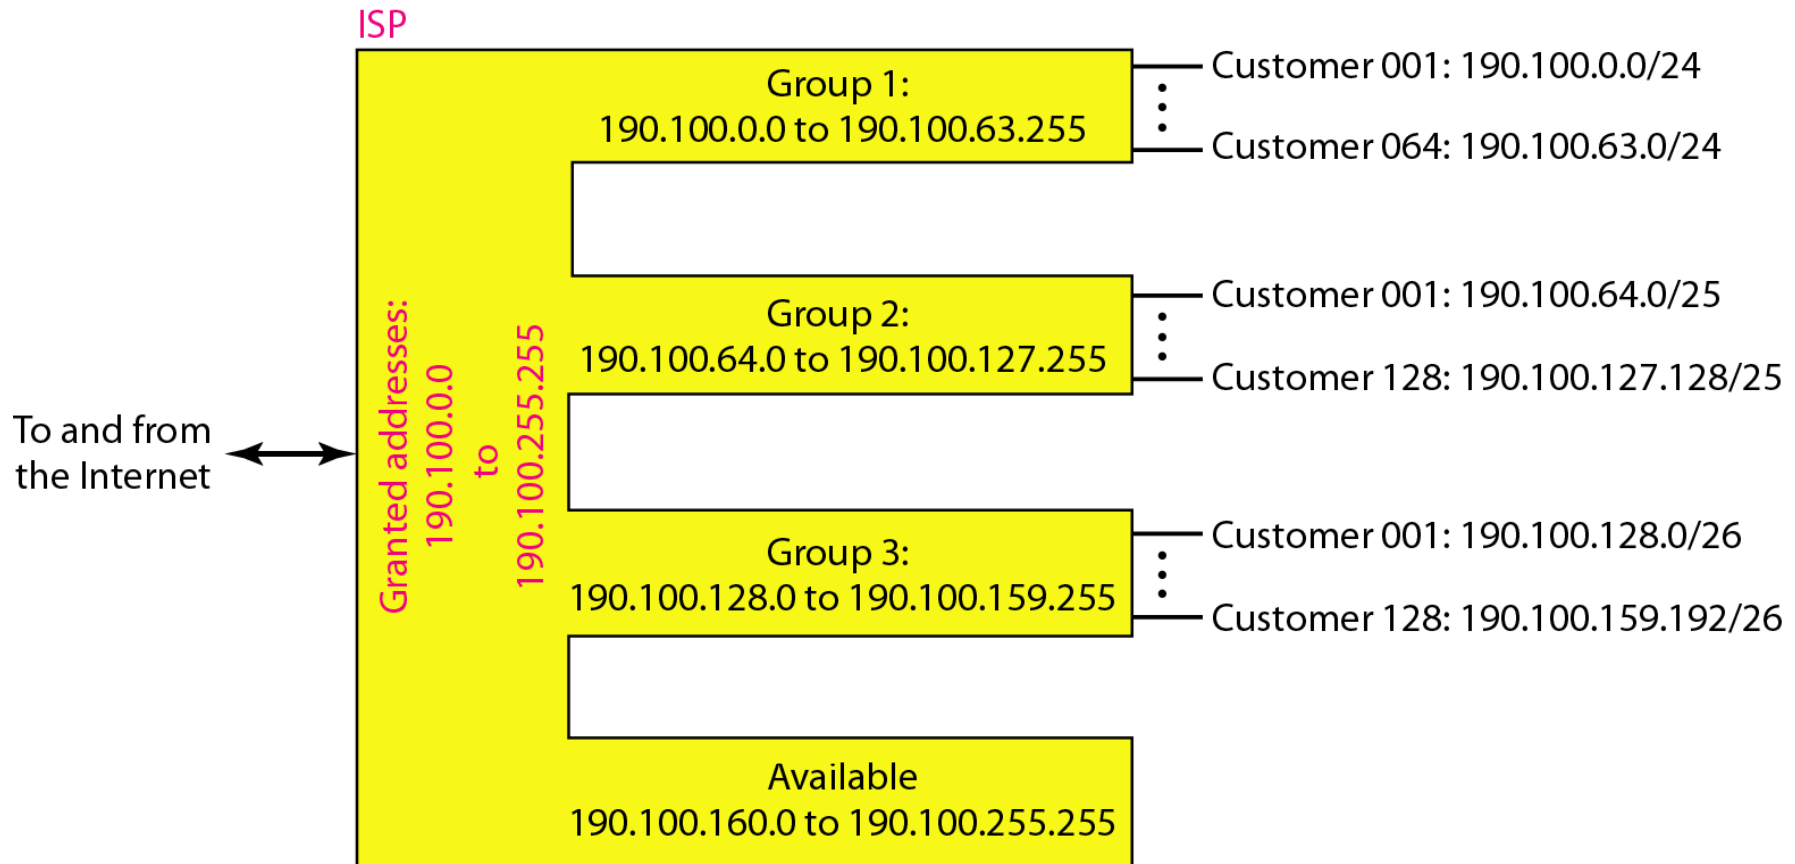 ISP
Group 1:
190.100.0.0 to 190.100.63.255
Customer 001: 190.100.0.0/24
Customer 064: 190.100.63.0/24
Group 2:
190.100.64.0 to 190.100.127.255
Customer 001: 190.100.64.0/25
Customer 128: 190.100.127.128/25
To and from
the Internet
Granted addresses:
190.100.0.0
to
190.100.255.255
Group 3:
190.100.128.0 to 190.100.159.255
Customer 001: 190.100.128.0/26
Customer 128: 190.100.159.192/26
Available
190.100.160.0 to 190.100.255.255